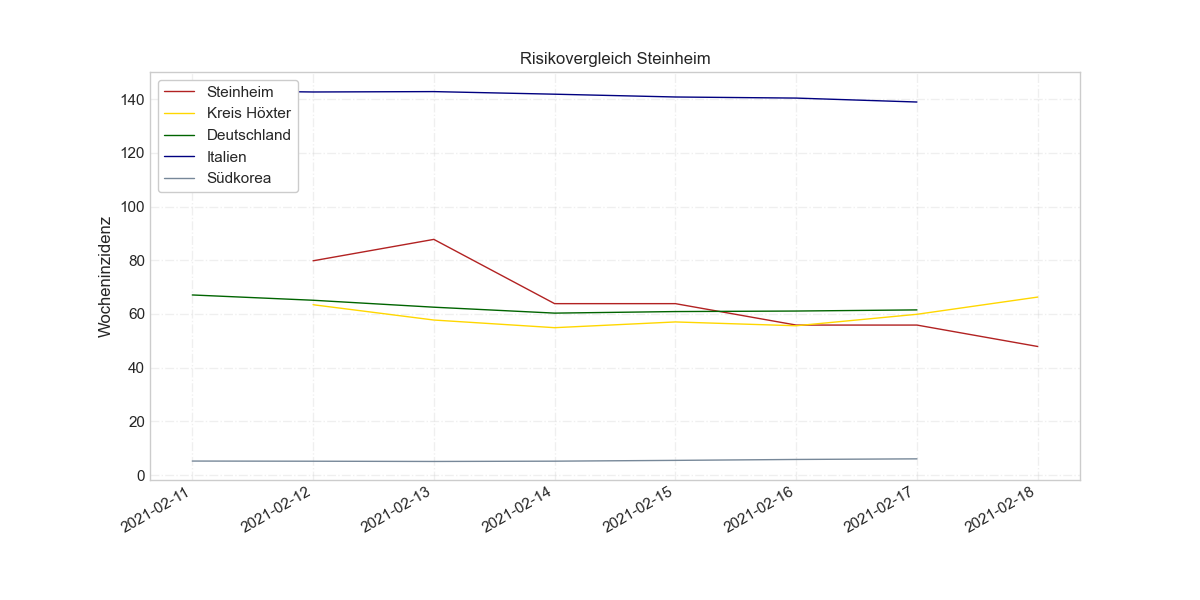 Risikovergleich Steinheim
Steinheim
Kreis Höxter
Deutschland
Italien
Südkorea
Wocheninzidenz
140
120
100
80
60
40
20
0
2021-02-11
2021-02-12
2021-02-13
2021-02-14
2021-02-15
2021-02-16
2021-02-17
2021-02-18